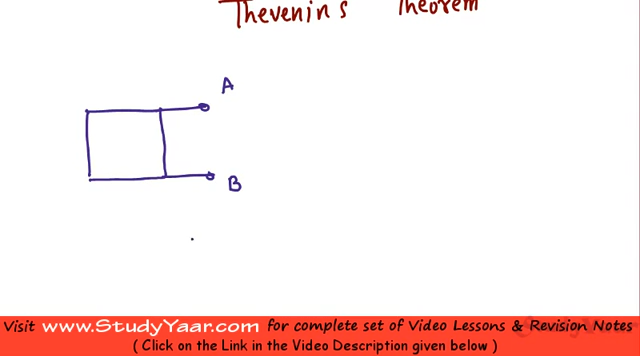 Thevenin's Theorem
A
B
Visit www.StudyYaar.com for complete set of Video Lessons & Revision Notes
( Click on the Link in the Video Description given below )